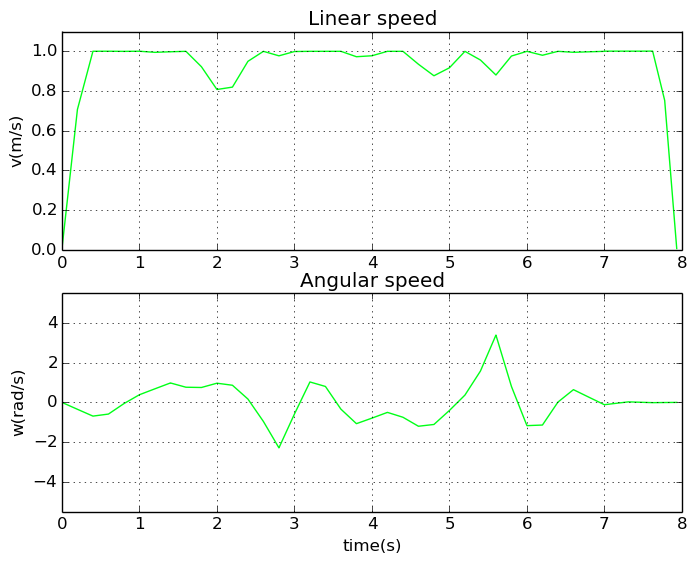 Linear speed
1.0
0.8
0.6
0.4
0.2
0.0
v(m/s)
0 1 2 3 4 5 6 7 8
Angular speed
4
2
0
−2
−4
w(rad/s)
0 1 2 3 4 5 6 7 8
time(s)